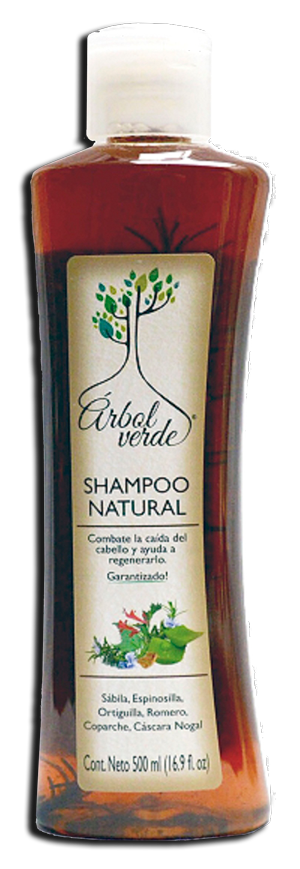 Árbol
verde®
SHAMPOO
NATURAL
Combate la caída del
cabello y ayuda a
regenerarlo.
Garantizado!
Sábila, Espinosilla,
Ortiguilla, Romero,
Coparche, Cáscara Nogal
Cont. Neto 500 ml (16.9 fl. oz)